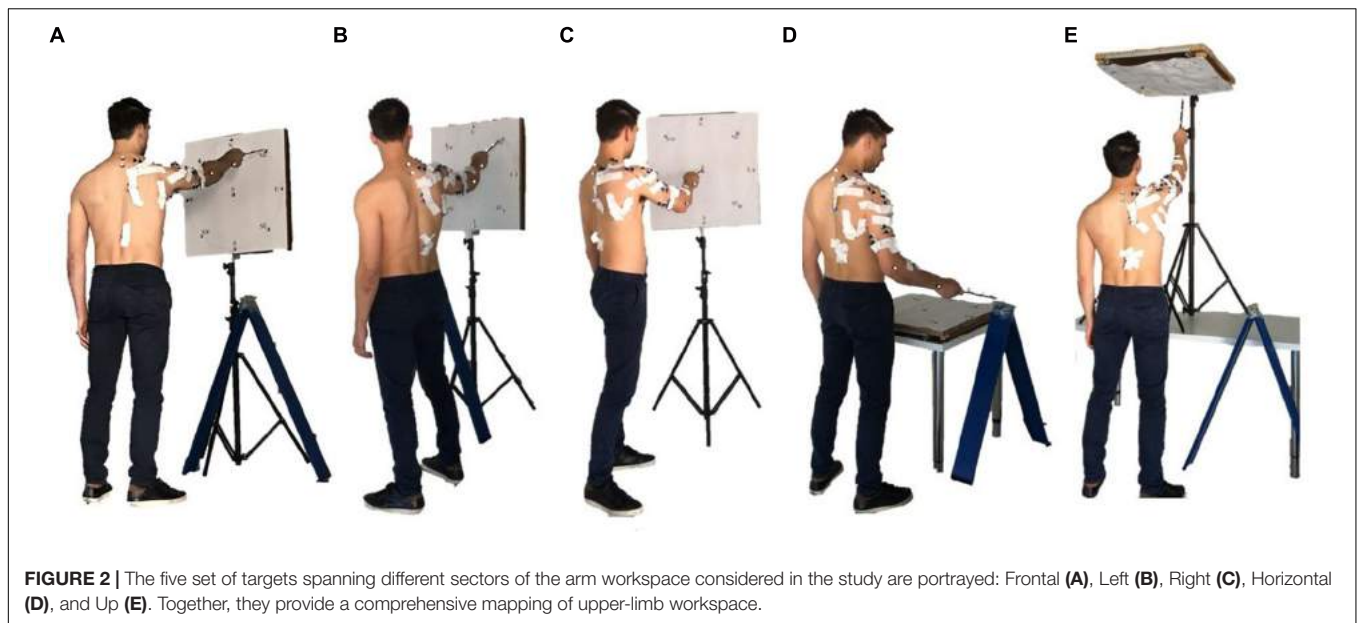 A B C D E
FIGURE 2 | The five set of targets spanning different sectors of the arm workspace considered in the study are portrayed: Frontal (A), Left (B), Right (C), Horizontal
(D), and Up (E). Together, they provide a comprehensive mapping of upper-limb workspace.